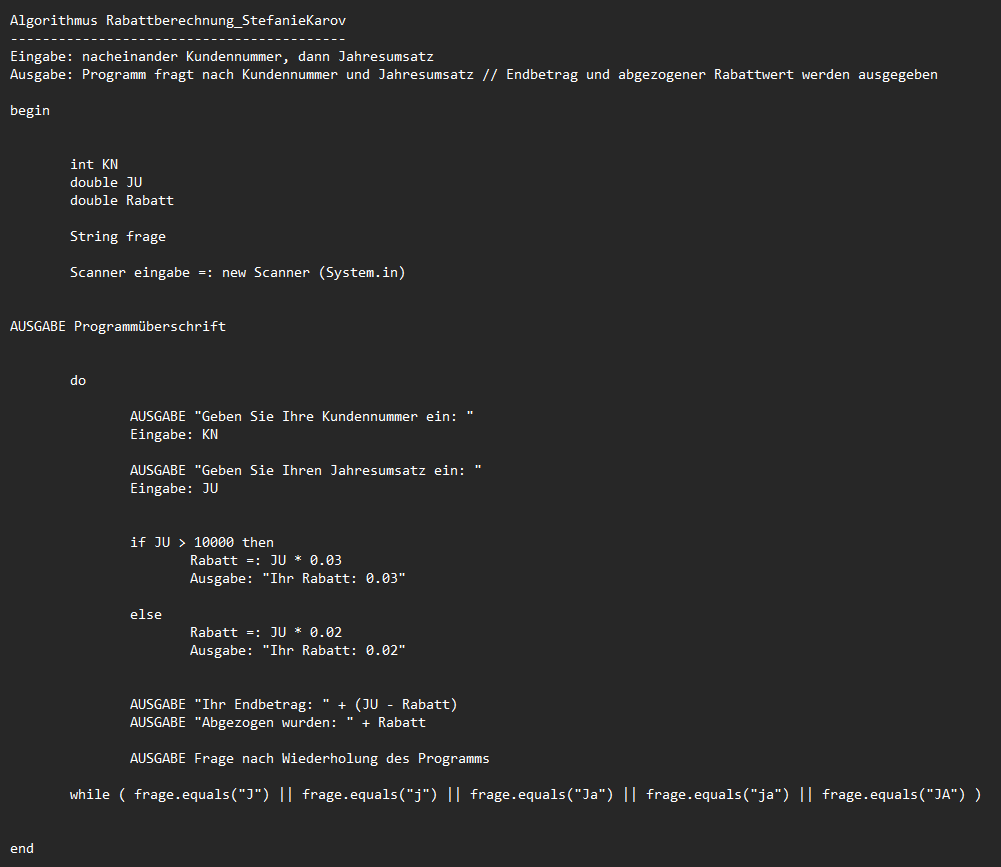 Algorithmus Rabattberechnung_StefanieKarov
------------------------------------------
Eingabe: nacheinander Kundennummer, dann Jahresumsatz
Ausgabe: Programm fragt nach Kundennummer und Jahresumsatz // Endbetrag und abgezogener Rabattwert werden ausgegeben
begin
int KN
double JU
double Rabatt
String frage
Scanner eingabe =: new Scanner (System.in)
AUSGABE Programmüberschrift
do
AUSGABE "Geben Sie Ihre Kundennummer ein: "
Eingabe: KN
AUSGABE "Geben Sie Ihren Jahresumsatz ein: "
Eingabe: JU
if JU > 10000 then
Rabatt =: JU * 0.03
Ausgabe: "Ihr Rabatt: 0.03"
else
Rabatt =: JU * 0.02
Ausgabe: "Ihr Rabatt: 0.02"
AUSGABE "Ihr Endbetrag: " + (JU - Rabatt)
AUSGABE "Abgezogen wurden: " + Rabatt
AUSGABE Frage nach Wiederholung des Programms
while ( frage.equals("J") || frage.equals("j") || frage.equals("Ja") || frage.equals("ja") || frage.equals("JA") )
end